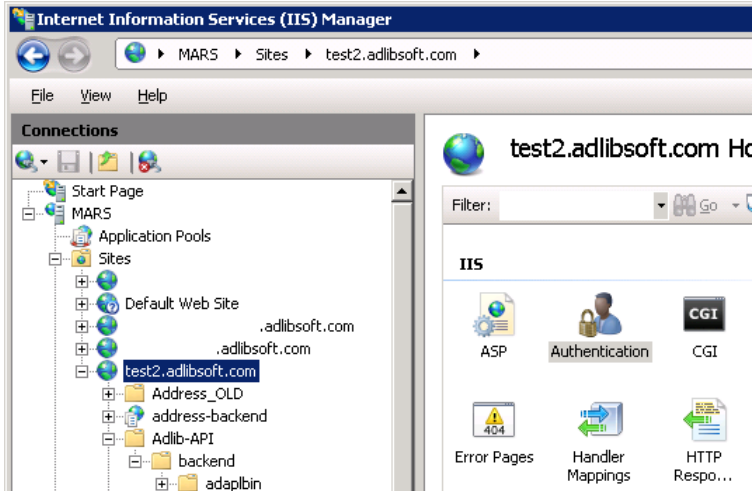 Internet Information Services (IIS) Manager
MARS Sites test2.adlibsoft.com
File View Help
Connections
Start Page
MARS
Application Pools
Sites
Default Web Site
.adlibsoft.com
.adlibsoft.com
test2.adlibsoft.com
Address_OLD
address-backend
Adlib-API
backend
adaplbin
test2.adlibsoft.com Ho
Filter: Go
IIS
ASP Authentication CGI
404
Error Pages Handler Mappings HTTP Respo...